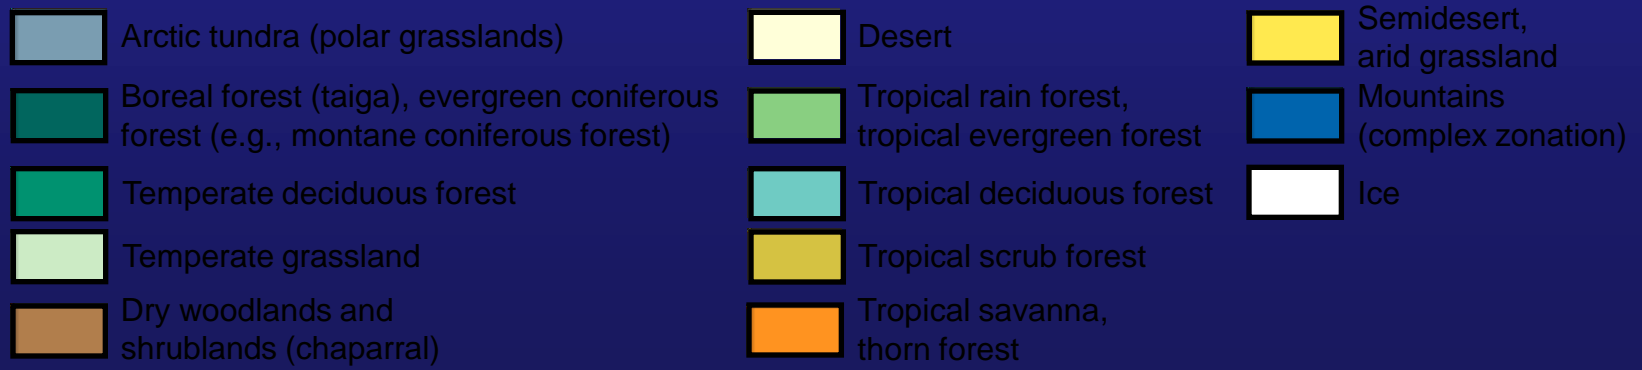 Arctic tundra (polar grasslands)
Boreal forest (taiga), evergreen coniferous
forest (e.g., montane coniferous forest)
Temperate deciduous forest
Temperate grassland
Dry woodlands and
shrublands (chaparral)
Desert
Tropical rain forest,
tropical evergreen forest
Tropical deciduous forest
Tropical scrub forest
Tropical savanna,
thorn forest
Semidesert,
arid grassland
Mountains
(complex zonation)
Ice